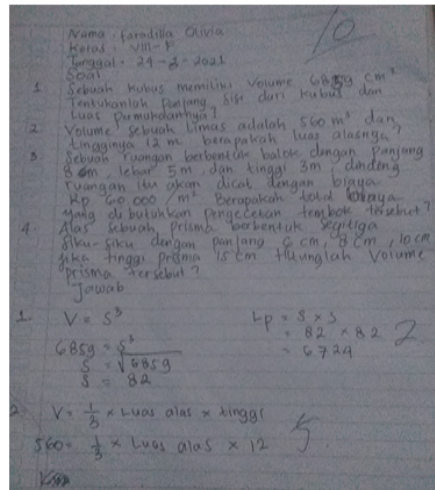 10
Nama : faradilla Olivia
Kelas : VIII-F
Tanggal : 24-2-2021
Soal
1 Sebuah kubus memiliki volume 6859 cm³
Tentukanlah panjang sisi dari kubus dan
Luas permukaannya?
2 Volume sebuah Limas adalah 560 m³ dan
tingginya 12 m berapakah luas alasnya?
3 Sebuah ruangan berbentuk balok dengan panjang
8 m, lebar 5 m, dan tinggi 3m, dinding
ruangan itu akan dicat dengan biaya
Rp 60.000 /m² Berapakah total biaya
yang dibutuhkan pengecetan tembok tersebut?
4. Alas sebuah prisma berbentuk segitiga
siku-siku dengan panjang 6 cm, 8 cm, 10 cm
jika tinggi prisma 15 cm Hitunglah Volume
prisma tersebut?
Jawab
1. V = S³
6859 = S³
S = √6859
S = 82
Lp = S x S
= 82 x 82
= 6724
2
2 V = 1/3 x Luas alas x tinggi
560 = 1/3 x Luas alas x 12
5